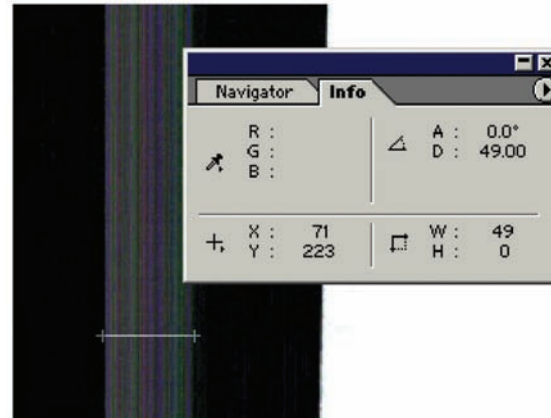 Navigator Info
R :
G :
B :
A : 0.0°
D : 49.00
X : 71
Y : 223
W : 49
H : 0